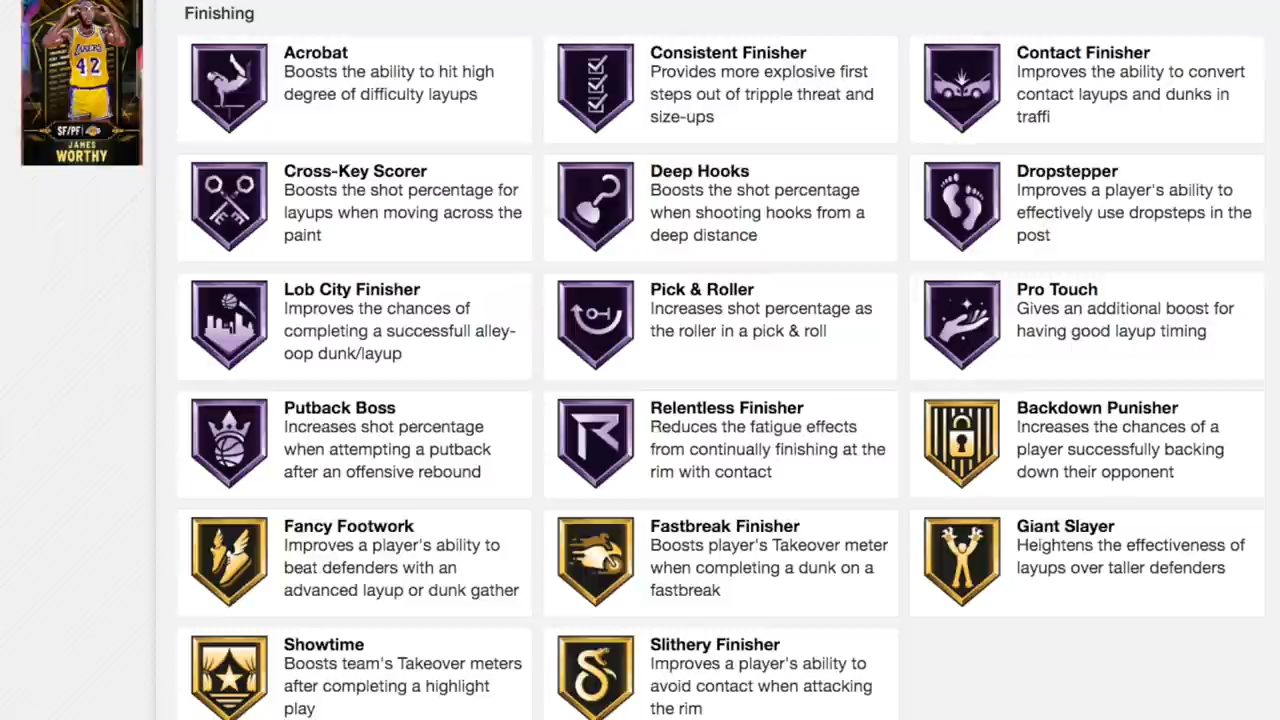 Finishing
LAKERS
42
SF/PF
JAMES
WORTHY
Acrobat
Boosts the ability to hit high
degree of difficulty layups
Consistent Finisher
Provides more explosive first
steps out of tripple threat and
size-ups
Contact Finisher
Improves the ability to convert
contact layups and dunks in
traffi
Cross-Key Scorer
Boosts the shot percentage for
layups when moving across the
paint
Deep Hooks
Boosts the shot percentage
when shooting hooks from a
deep distance
Dropstepper
Improves a player's ability to
effectively use dropsteps in the
post
Lob City Finisher
Improves the chances of
completing a successful alley-
oop dunk/layup
Pick & Roller
Increases shot percentage as
the roller in a pick & roll
Pro Touch
Gives an additional boost for
having good layup timing
Putback Boss
Increases shot percentage
when attempting a putback
after an offensive rebound
Relentless Finisher
Reduces the fatigue effects
from continually finishing at the
rim with contact
Backdown Punisher
Increases the chances of a
player successfully backing
down their opponent
Fancy Footwork
Improves a player's ability to
beat defenders with an
advanced layup or dunk gather
Fastbreak Finisher
Boosts player's Takeover meter
when completing a dunk on a
fastbreak
Giant Slayer
Heightens the effectiveness of
layups over taller defenders
Showtime
Boosts team's Takeover meters
after completing a highlight
play
Slithery Finisher
Improves a player's ability to
avoid contact when attacking
the rim